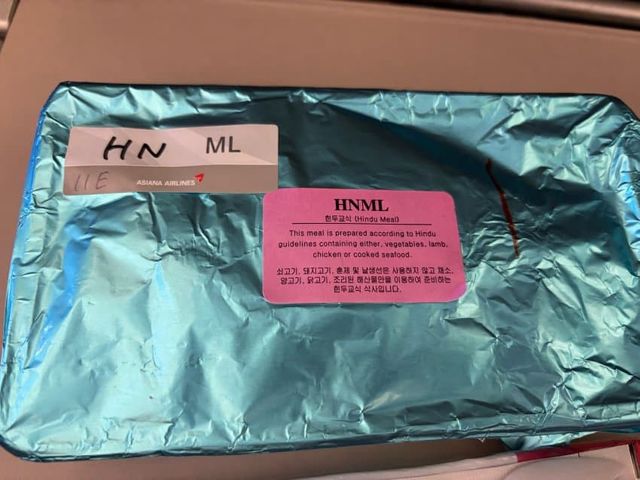 HN ML
11E ASIANA AIRLINES
HNML
힌두교식 (Hindu Meal)
This meal is prepared according to Hindu
guidelines containing either, vegetables, lamb,
chicken or cooked seafood.
쇠고기, 돼지고기, 훈제 및 날생선은 사용하지 않고 채소,
양고기, 닭고기, 조리된 해산물만을 이용하여 준비하는
힌두교식 식사입니다.